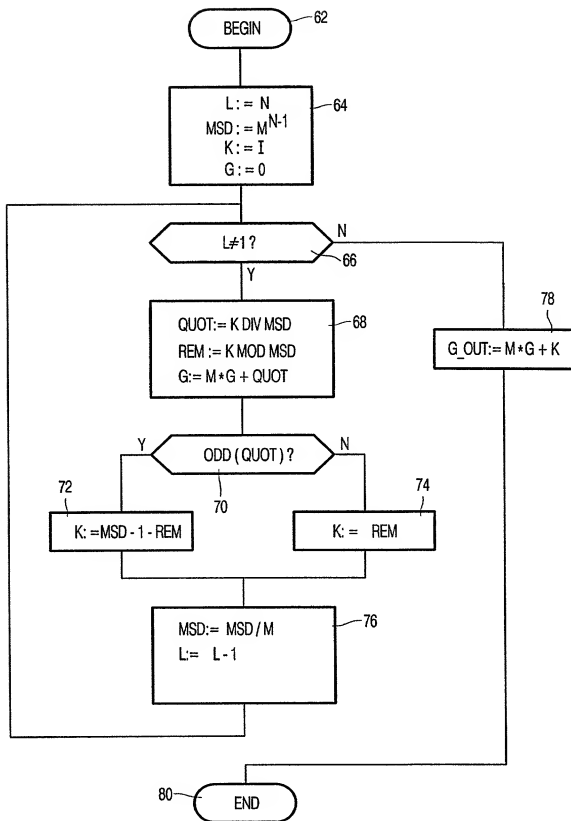 BEGIN
62
L:= N
64
MSD:= M^N-1
K:= I
G:= 0
L≠1?
N
66
Y
78
QUOT:= K DIV MSD
68
REM := K MOD MSD
G_OUT:= M*G + K
G:= M*G + QUOT
Y
ODD (QUOT)?
N
70
72
74
K: =MSD-1-REM
K:= REM
76
MSD:= MSD/M
L:= L-1
80
END